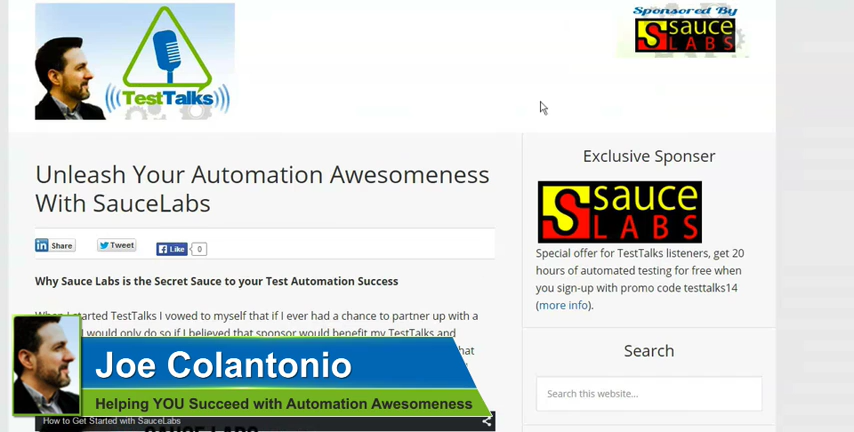 TestTalks
Sponsored By
sauce
LABS
Unleash Your Automation Awesomeness
With SauceLabs
in Share
Tweet
f Like 0
Why Sauce Labs is the Secret Sauce to your Test Automation Success
When I started TestTalks I vowed to myself that if I ever had a chance to partner up with a
I would only do so if I believed that sponsor would benefit my TestTalks and
hat
Exclusive Sponser
sauce
LABS
Special offer for TestTalks listeners, get 20
hours of automated testing for free when
you sign-up with promo code testtalks14
(more info).
Search
Search this website...
Joe Colantonio
Helping YOU Succeed with Automation Awesomeness
How to Get Started with SauceLabs